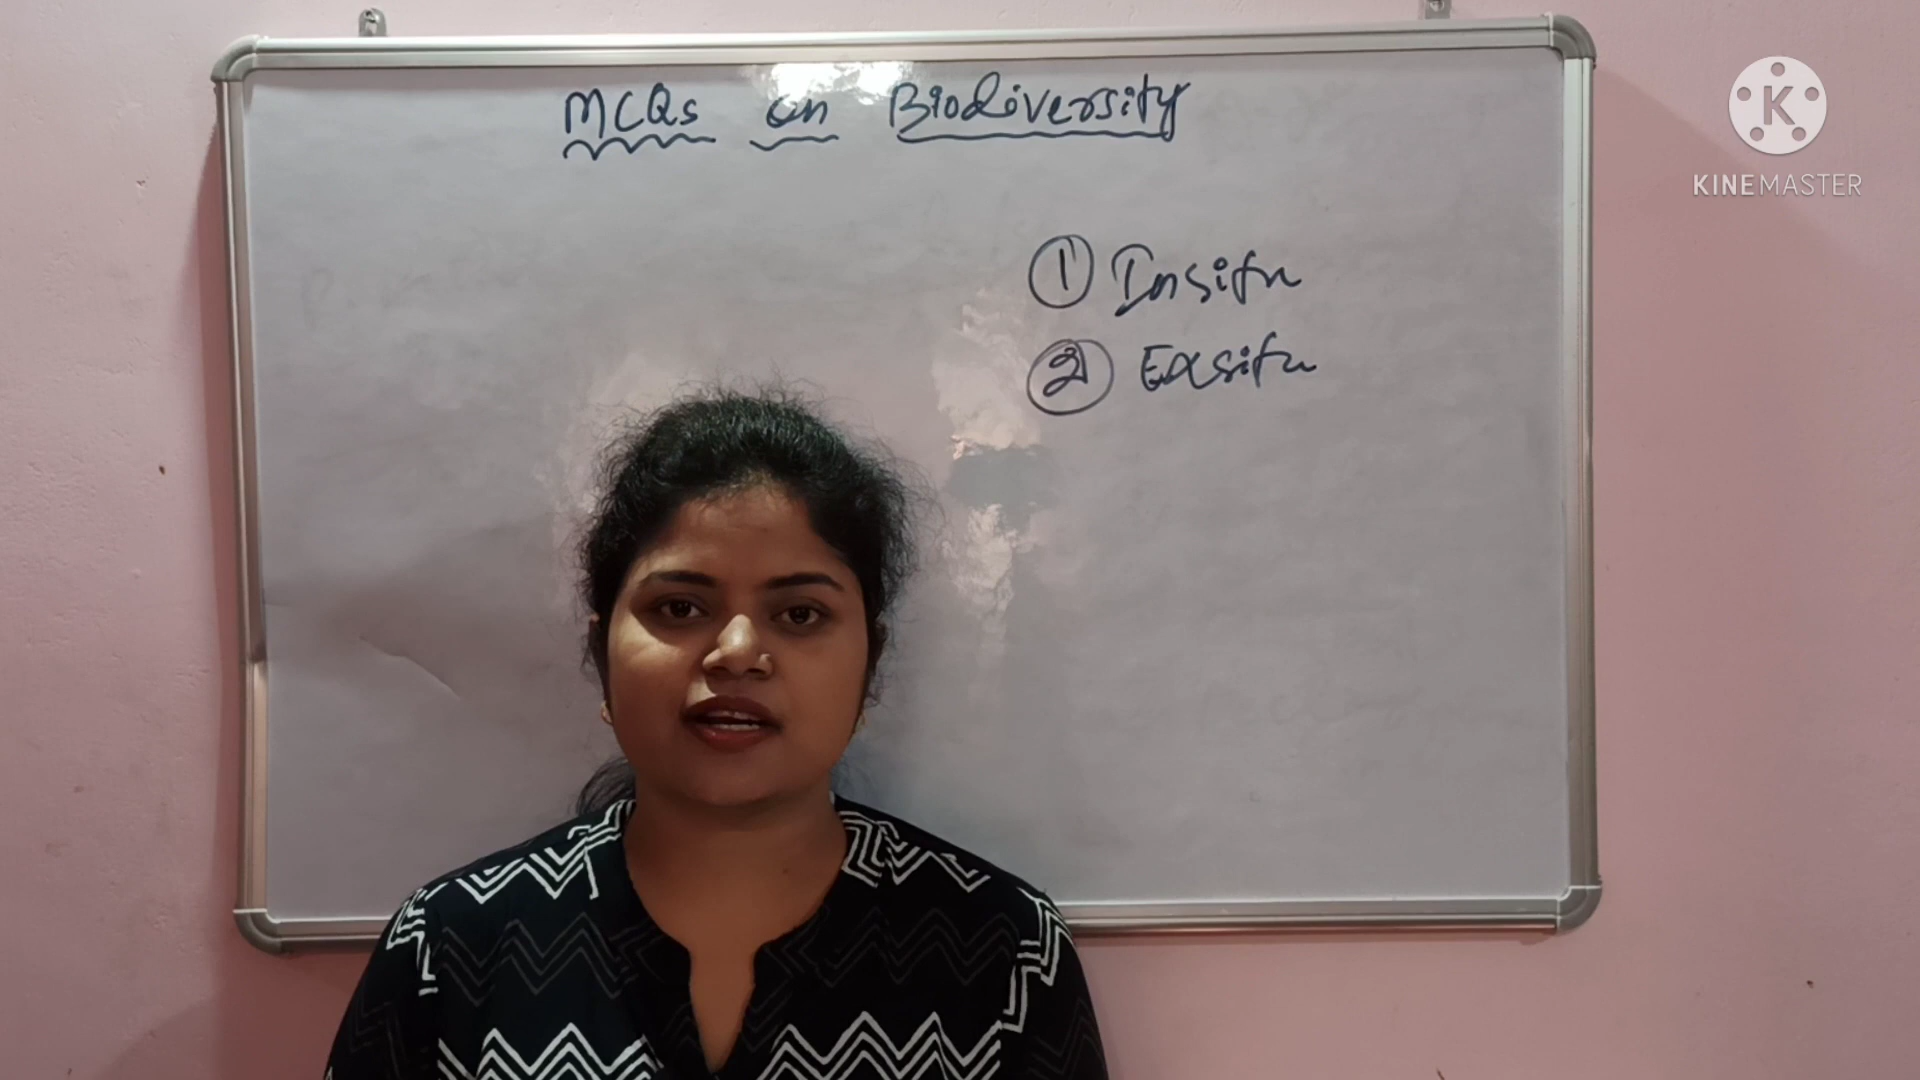 MCQs on Biodiversity
K
KINEMASTER
① Insitu
② Exsitu